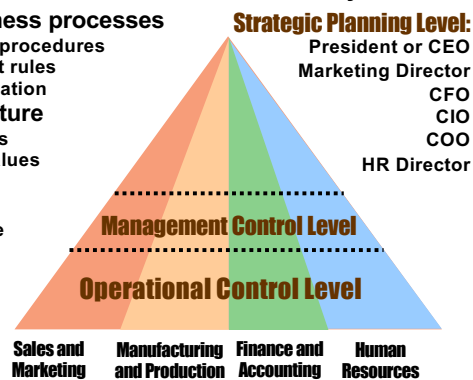 ness processes
procedures
rules
ation
ture
s
lues
e
Strategic Planning Level:
President or CEO
Marketing Director
CFO
CIO
COO
HR Director
Management Control Level
Operational Control Level
Sales and
Marketing
Manufacturing
and Production
Finance and
Accounting
Human
Resources